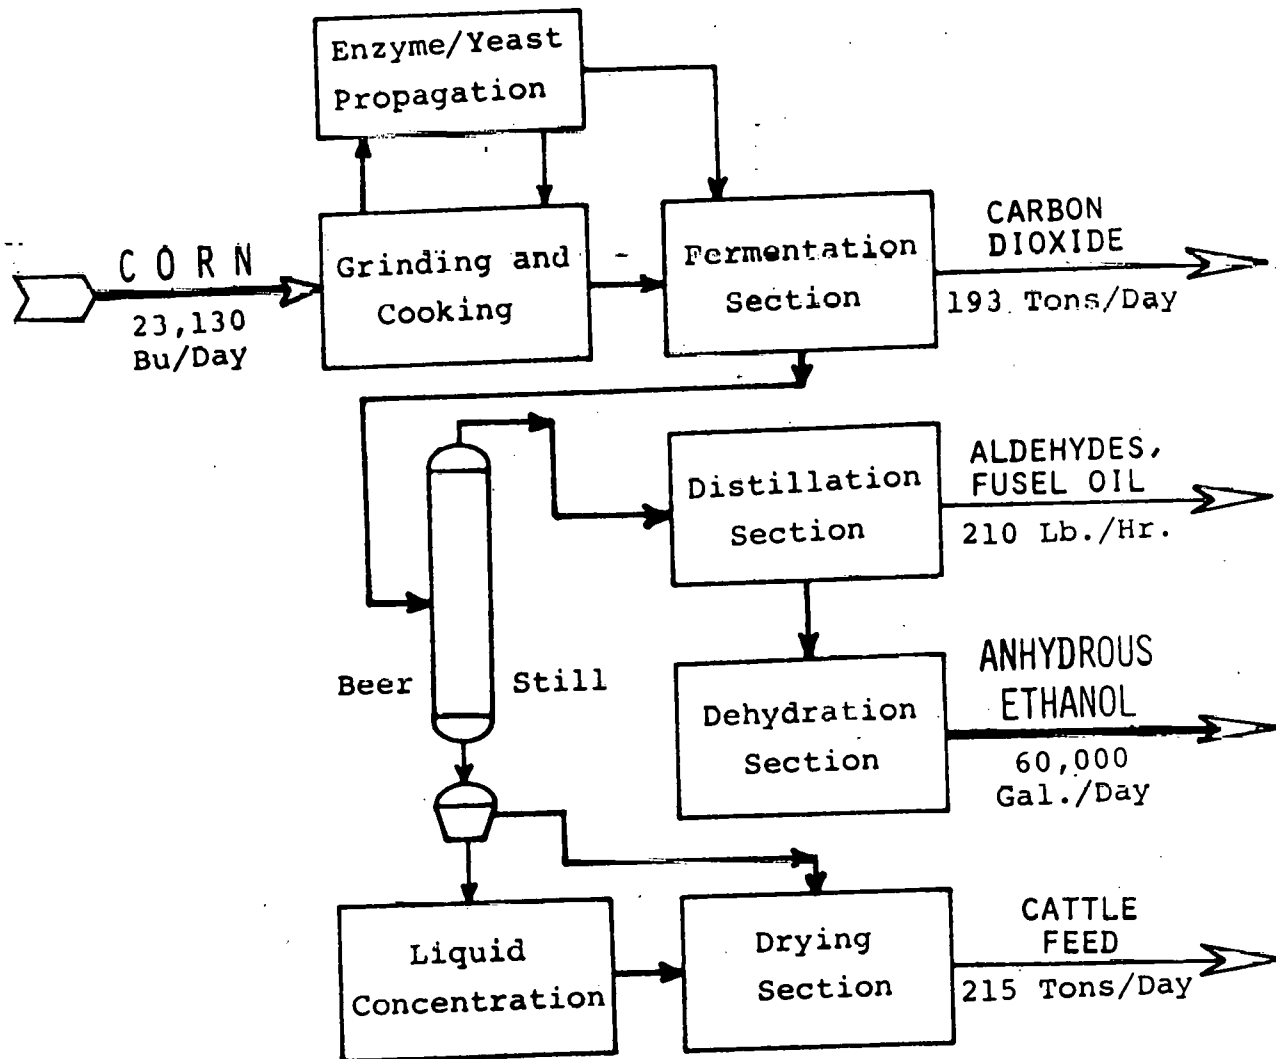 Enzyme/Yeast
Propagation
CORN
23,130
Bu/Day
Grinding and
Cooking
Fermentation
Section
CARBON
DIOXIDE
193 Tons/Day
Beer Still
Distillation
Section
ALDEHYDES,
FUSEL OIL
210 Lb./Hr.
Dehydration
Section
ANHYDROUS
ETHANOL
60,000
Gal./Day
Liquid
Concentration
Drying
Section
CATTLE
FEED
215 Tons/Day